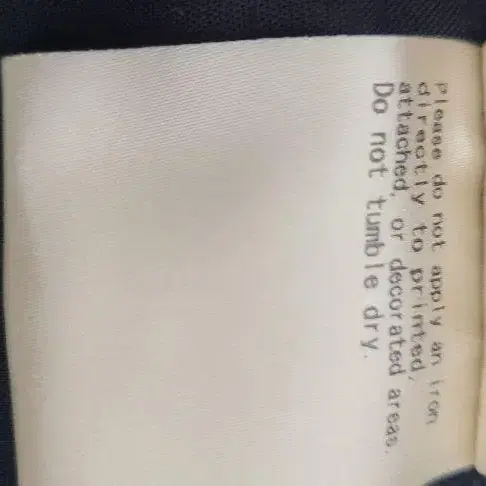 Please do not apply an iron
directly to printed,
attached, or decorated areas.
Do not tumble dry.